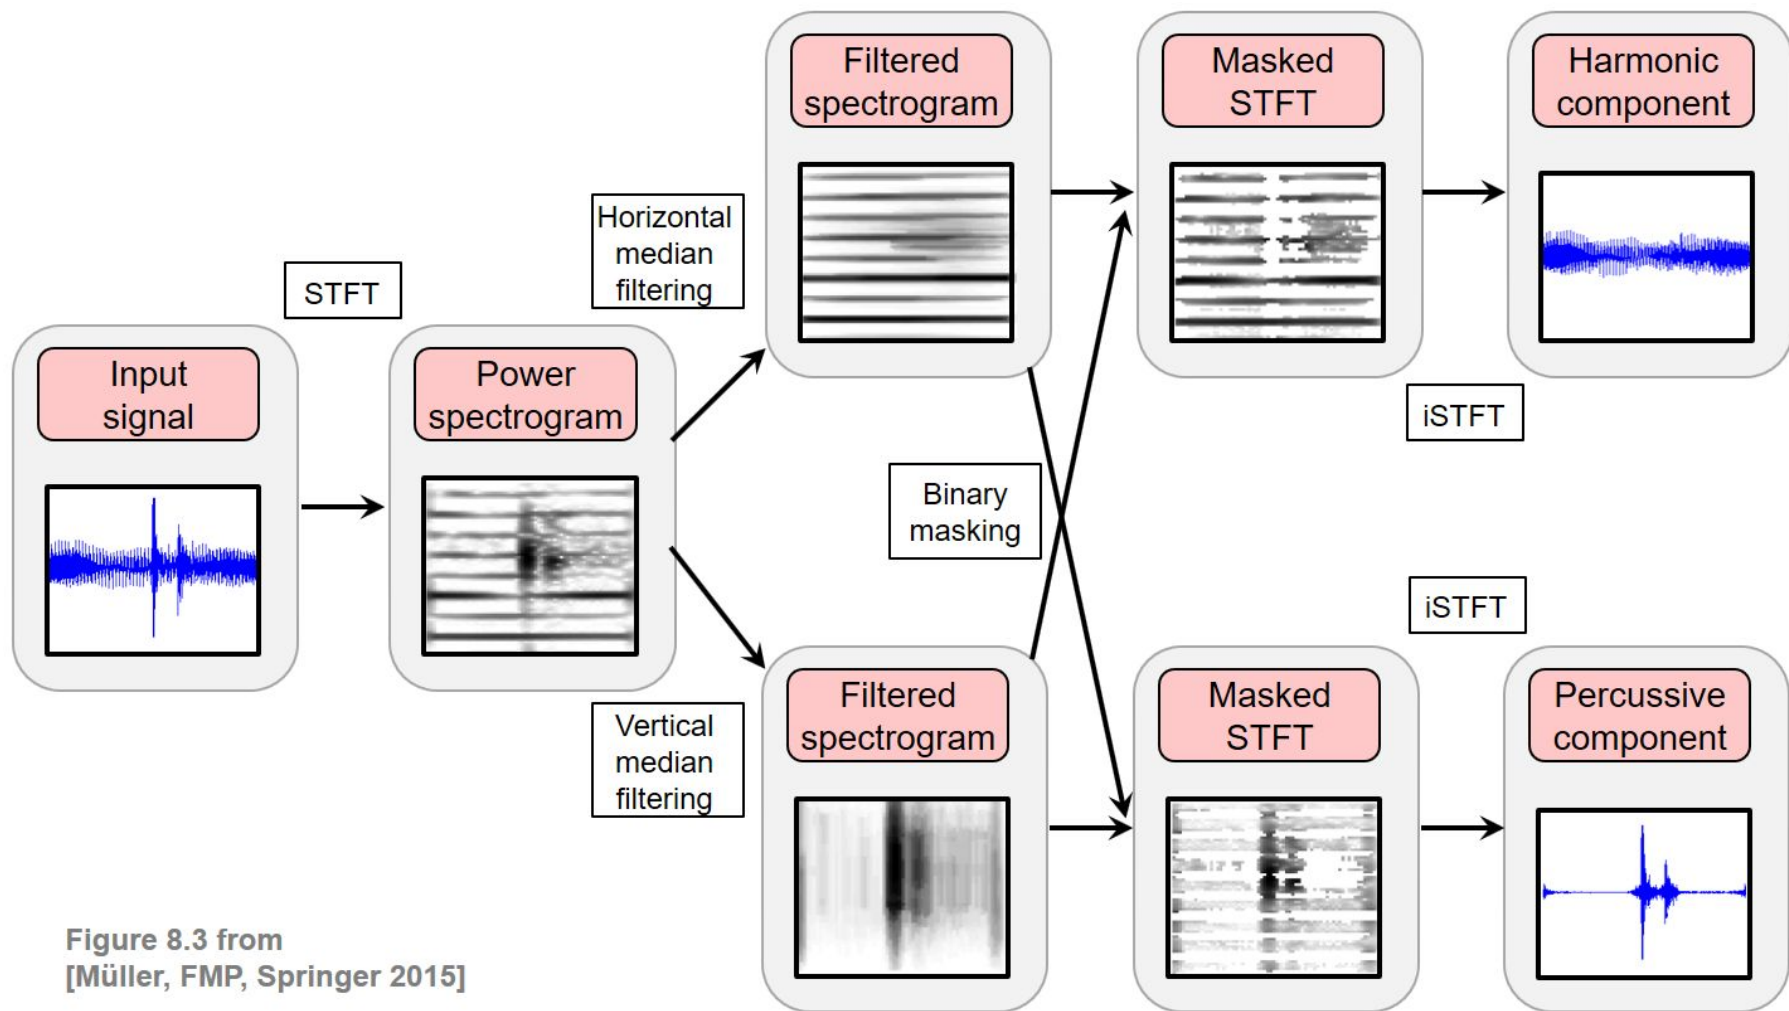 Filtered
spectrogram
Masked
STFT
Harmonic
component
Horizontal
median
filtering
STFT
Input
signal
Power
spectrogram
iSTFT
Binary
masking
iSTFT
Vertical
median
filtering
Filtered
spectrogram
Masked
STFT
Percussive
component
Figure 8.3 from
[Müller, FMP, Springer 2015]